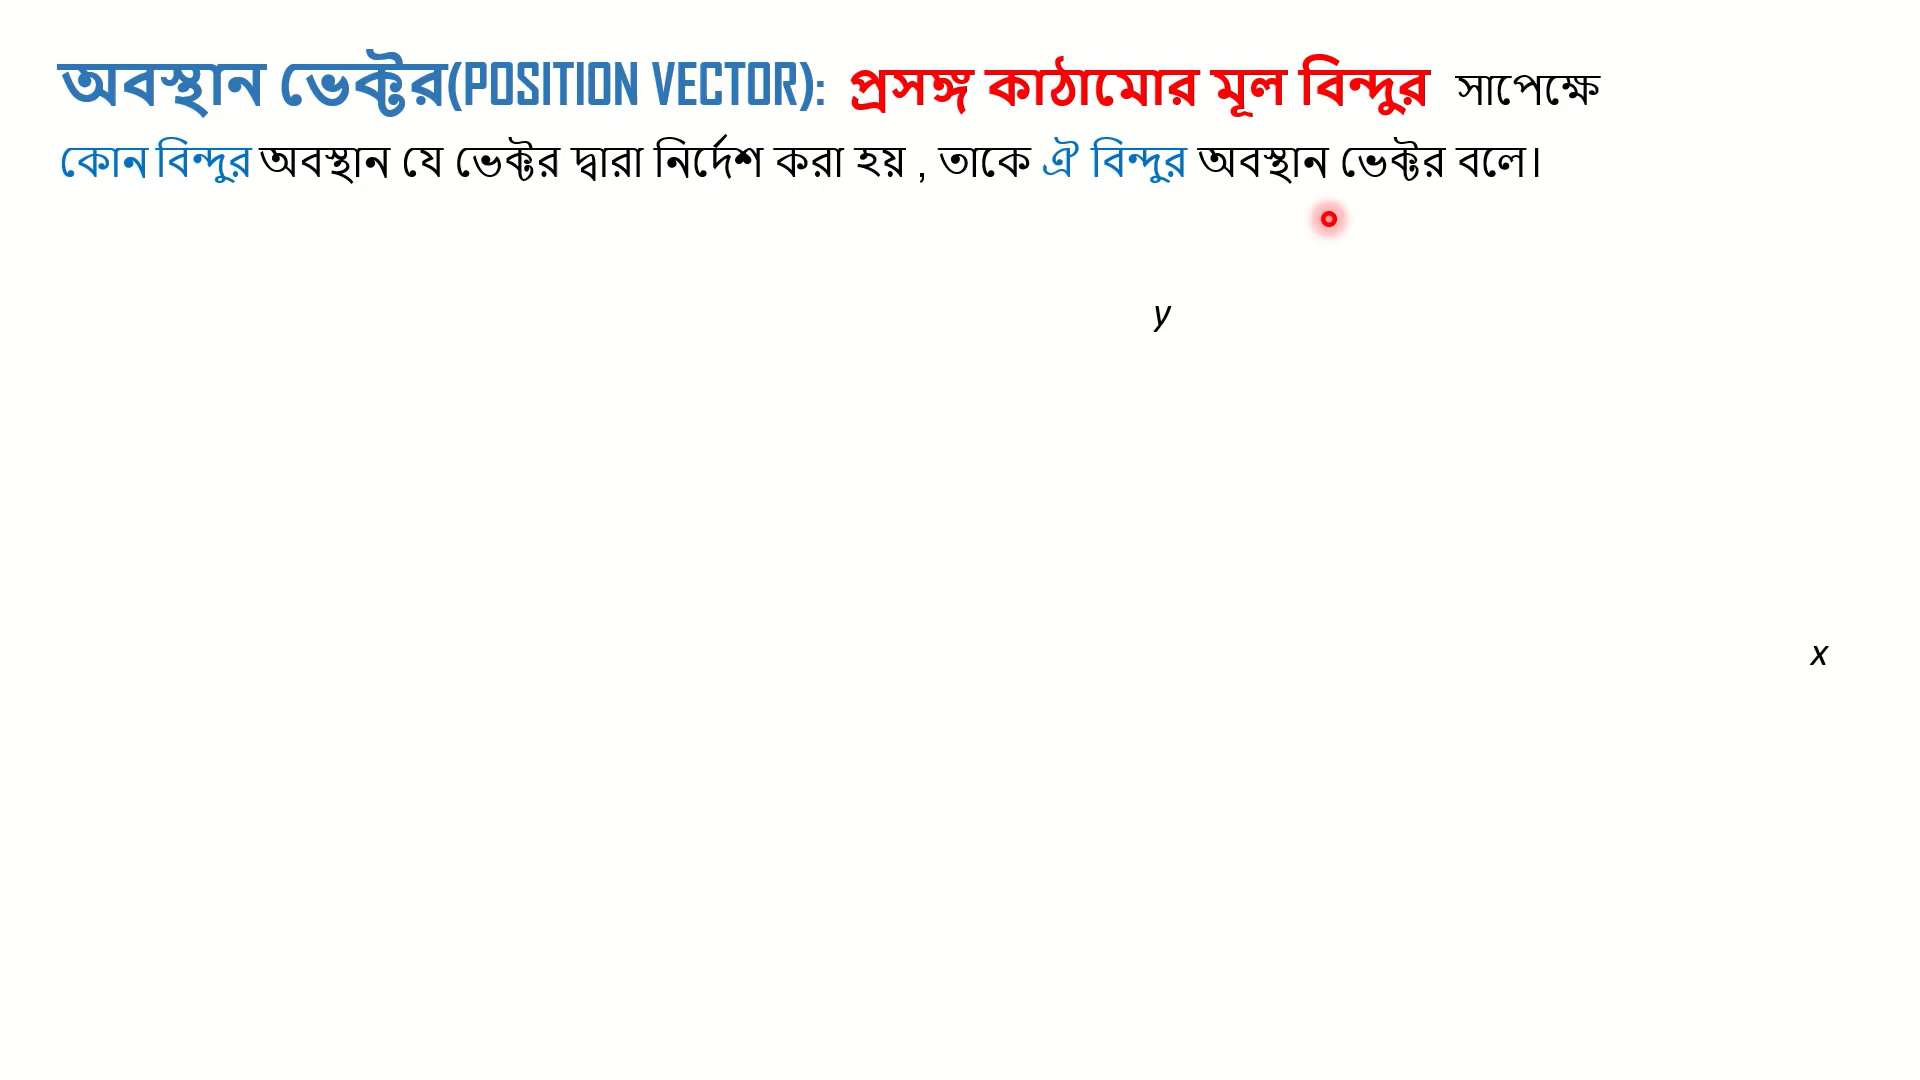 অবস্থান ভেক্টর(POSITION VECTOR): প্রসঙ্গ কাঠামোর মূল বিন্দুর সাপেক্ষে
কোন বিন্দুর অবস্থান যে ভেক্টর দ্বারা নির্দেশ করা হয় , তাকে ঐ বিন্দুর অবস্থান ভেক্টর বলে।
y
x